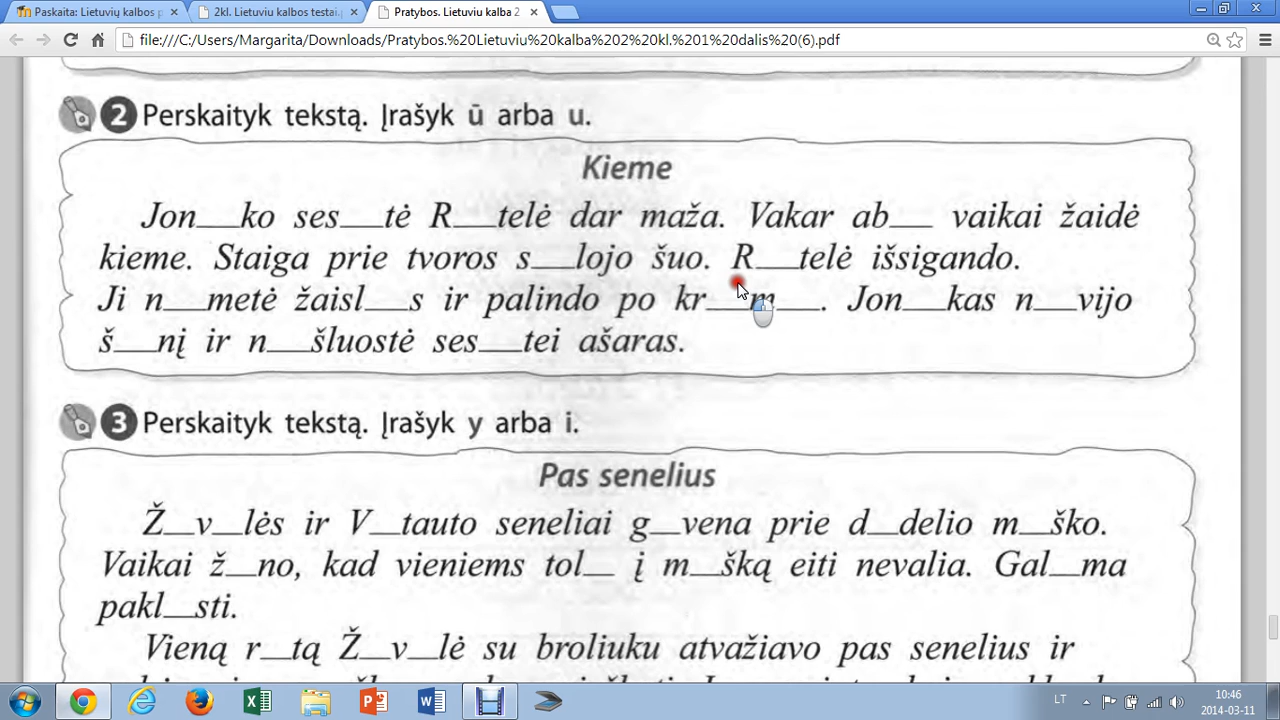 Paskaita: Lietuvių kalbos p
2kl. Lietuviu kalbos testai.
Pratybos. Lietuviu kalba 2
file:///C:/Users/Margarita/Downloads/Pratybos.%20Lietuviu%20kalba%202%20kl.%201%20dalis%20(6).pdf
2 Perskaityk tekstą. Įrašyk ū arba u.
Kieme
Jon__ko ses__tė R__telė dar maža. Vakar ab__ vaikai žaidė
kieme. Staiga prie tvoros s__lojo šuo. R__telė išsigando.
Ji n__metė žaisl__s ir palindo po kr__m__. Jon__kas n__vijo
š__nį ir n__šluostė ses__tei ašaras.
3 Perskaityk tekstą. Įrašyk y arba i.
Pas senelius
Ž__v__lės ir V__tauto seneliai g__vena prie d__delio m__ško.
Vaikai ž__no, kad vieniems tol__ į m__šką eiti nevalia. Gal__ma
pakl__sti.
Vieną r__tą Ž__v__lė su broliuku atvažiavo pas senelius ir
LT
10:46
2014-03-11